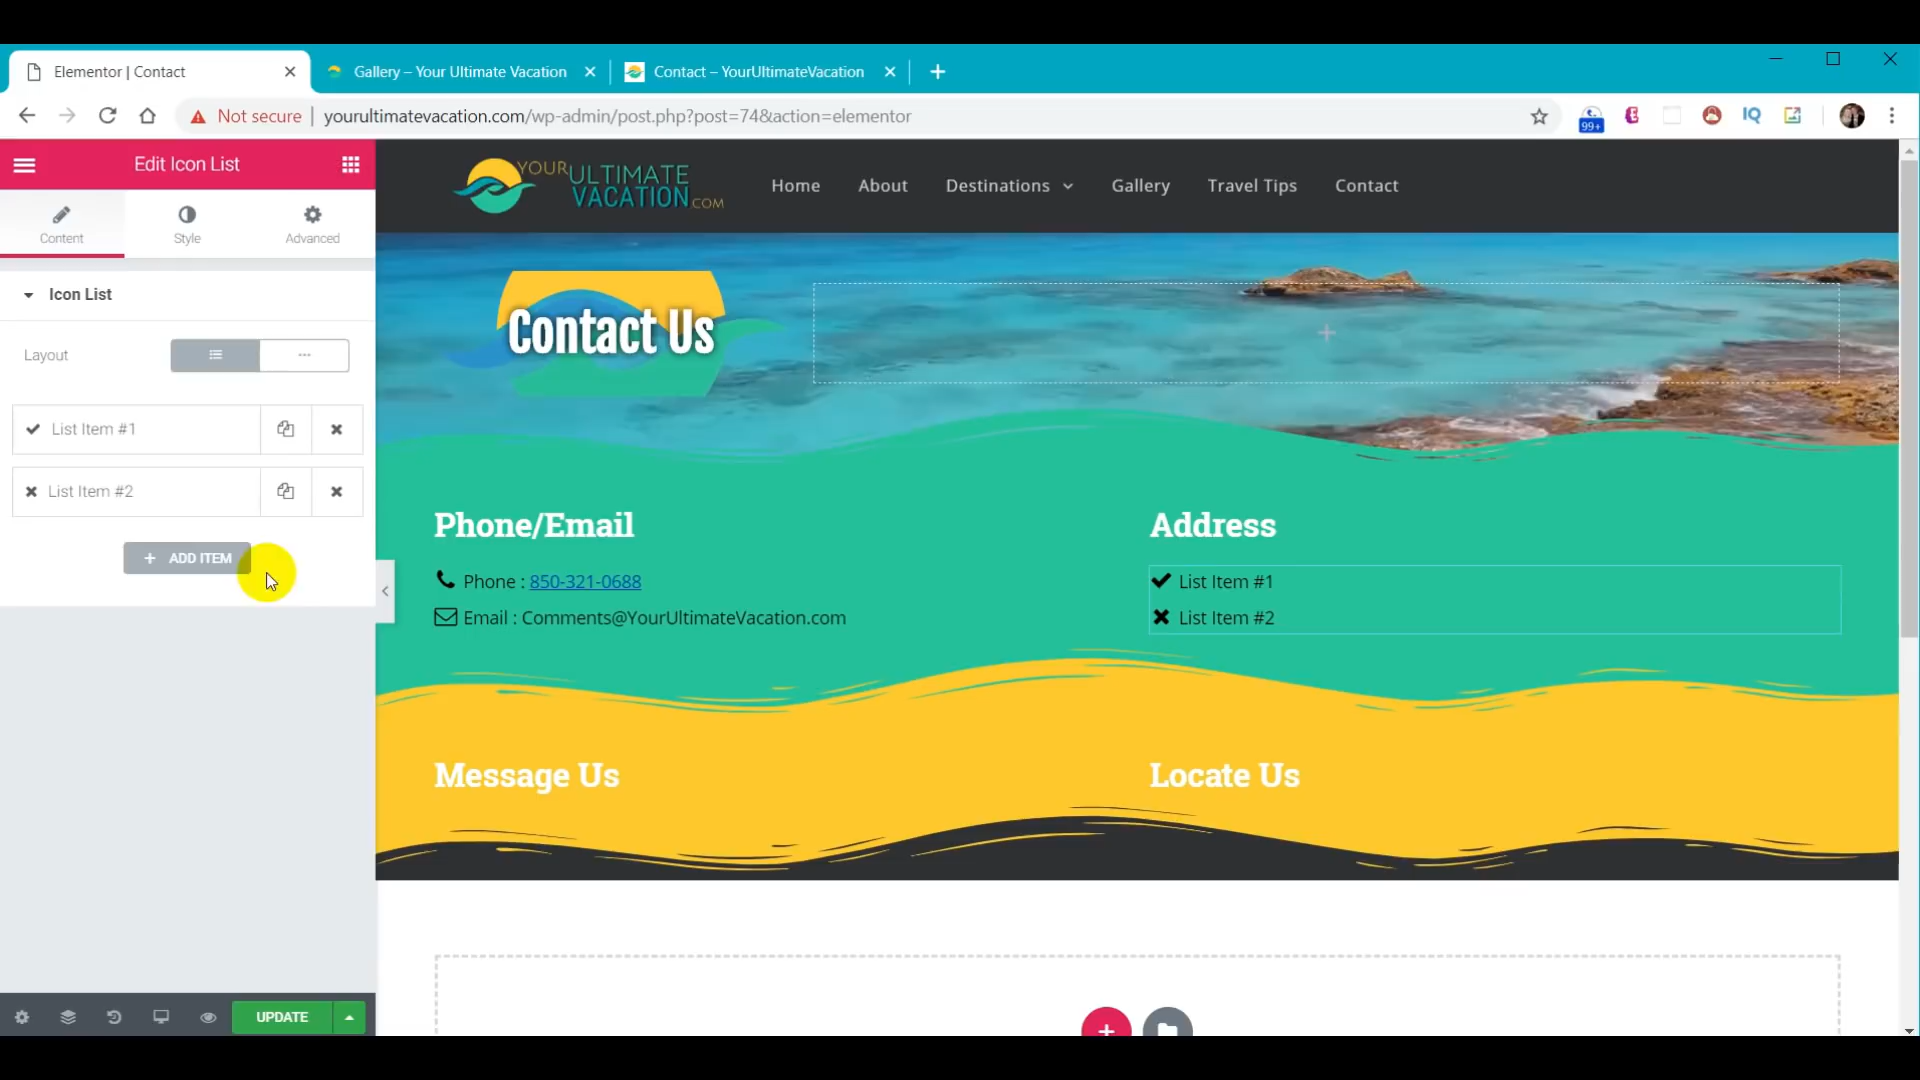 Elementor | Contact
Gallery – Your Ultimate Vacation
Contact – YourUltimateVacation
Not secure
yourultimatevacation.com/wp-admin/post.php?post=74&action=elementor
99+
IQ
Edit Icon List
Content
Style
Advanced
Icon List
Layout
List Item #1
List Item #2
ADD ITEM
UPDATE
YOUR ULTIMATE VACATION .COM
Home
About
Destinations
Gallery
Travel Tips
Contact
Contact Us
Phone/Email
Phone : 850-321-0688
Email : Comments@YourUltimateVacation.com
Address
List Item #1
List Item #2
Message Us
Locate Us